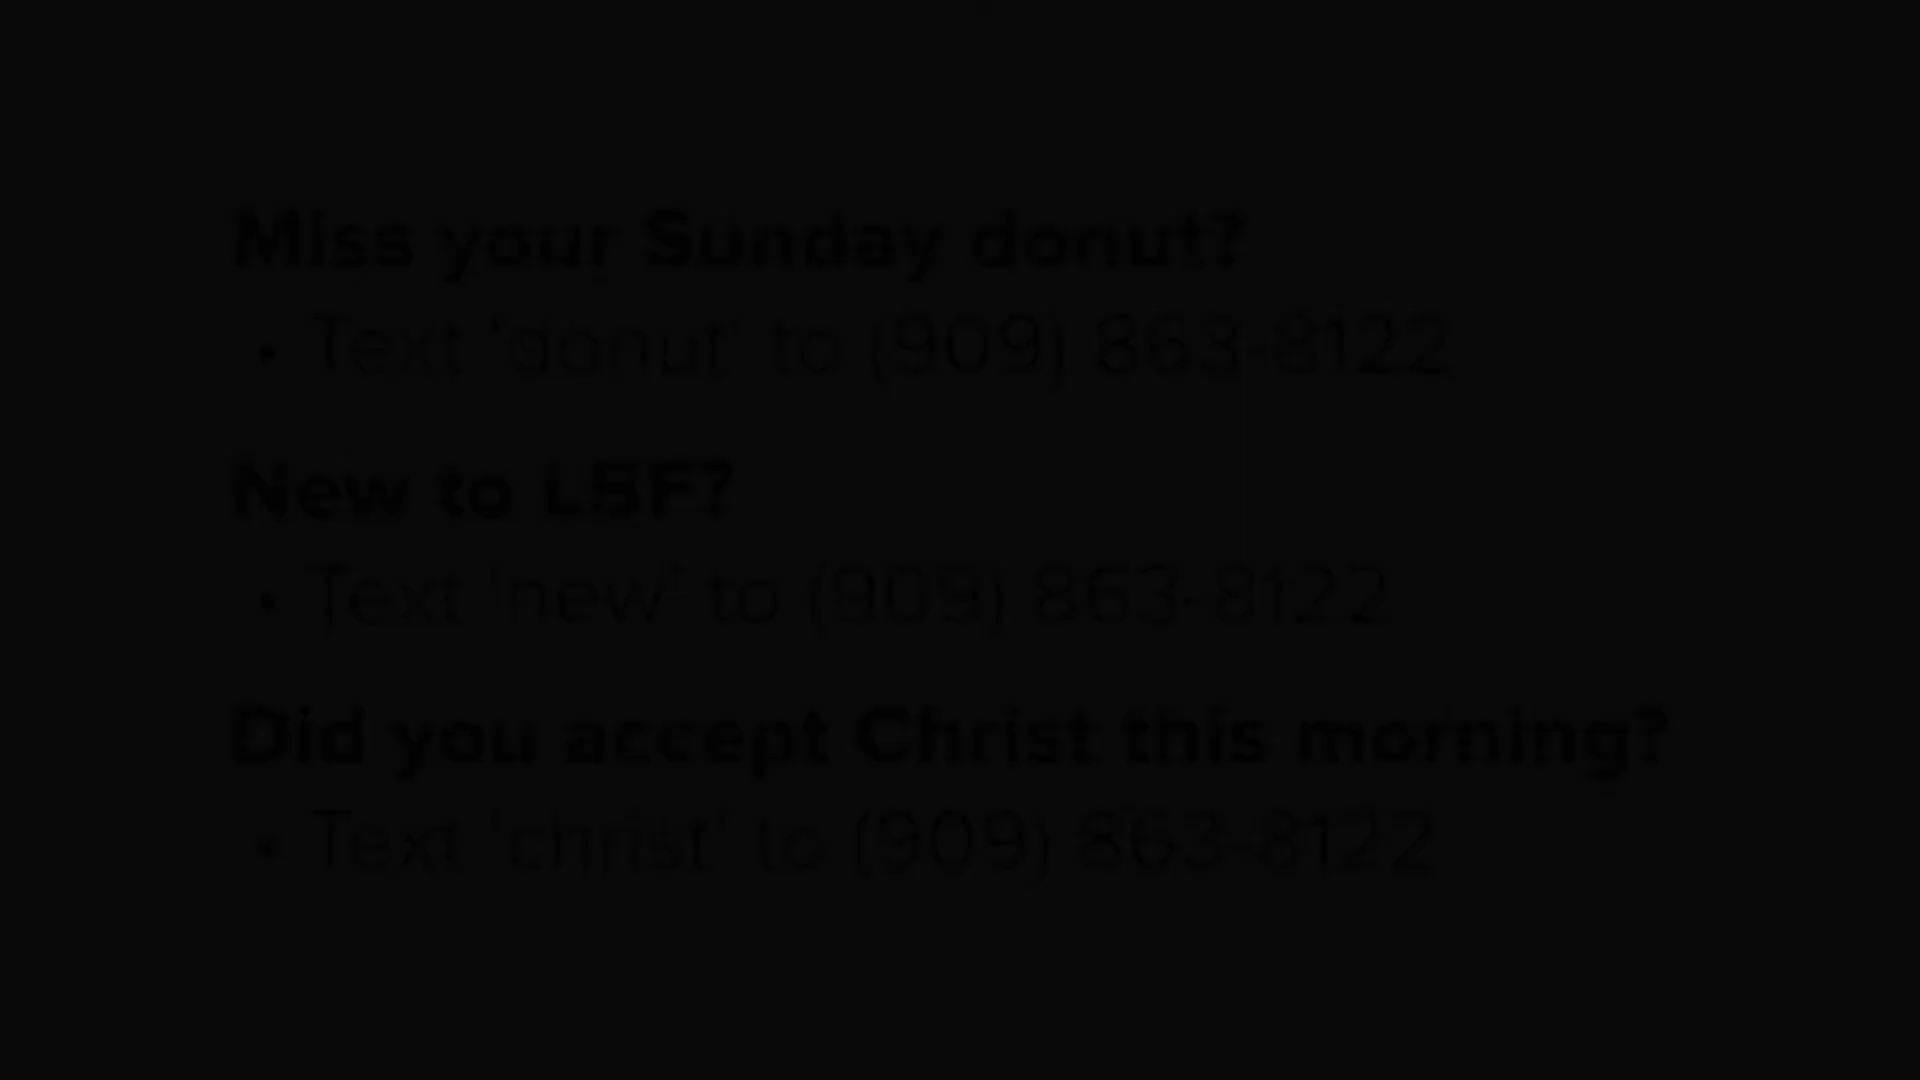 Miss your Sunday donut?
• Text 'donut' to (909) 863-8122
New to LBF?
• Text 'new' to (909) 863-8122
Did you accept Christ this morning?
• Text 'christ' to (909) 863-8122